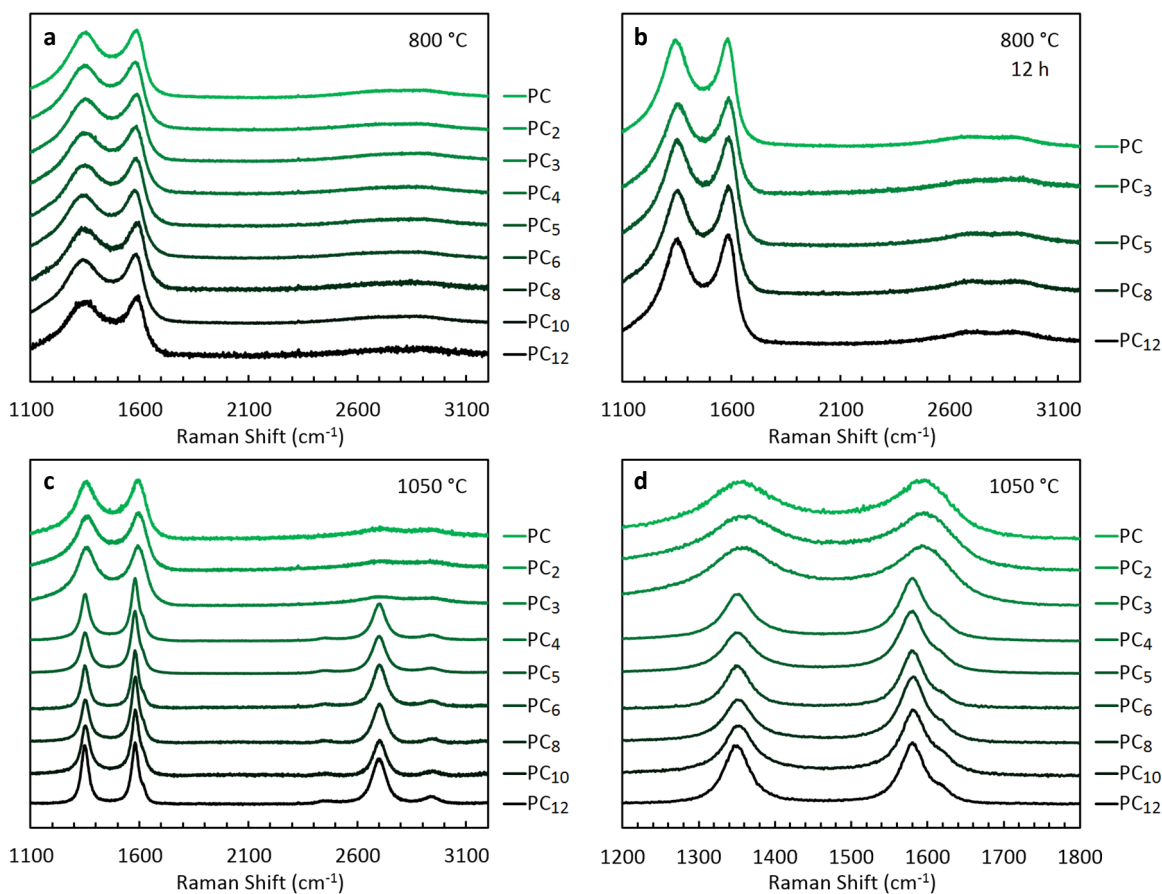 a
800 °C
PC
PC2
PC3
PC4
PC5
PC6
PC8
PC10
PC12
1100 1600 2100 2600 3100
Raman Shift (cm-1)
b
800 °C
12 h
PC
PC3
PC5
PC8
PC12
1100 1600 2100 2600 3100
Raman Shift (cm-1)
c
1050 °C
PC
PC2
PC3
PC4
PC5
PC6
PC8
PC10
PC12
1100 1600 2100 2600 3100
Raman Shift (cm-1)
d
1050 °C
PC
PC2
PC3
PC4
PC5
PC6
PC8
PC10
PC12
1200 1300 1400 1500 1600 1700 1800
Raman Shift (cm-1)